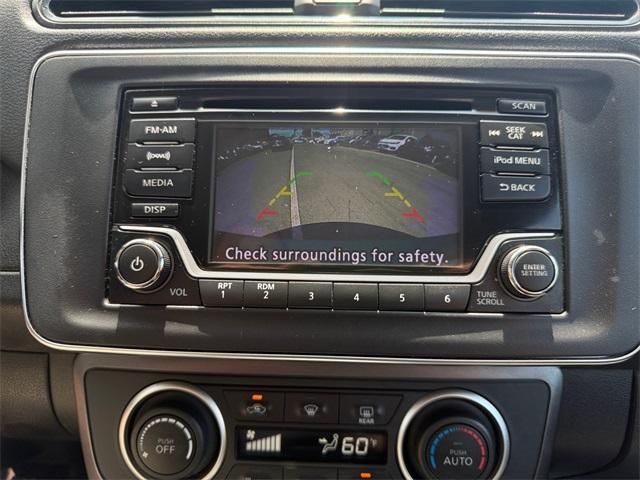 SCAN
FM·AM
SEEK
CAT
iPod MENU
MEDIA
BACK
DISP
Check surroundings for safety.
VOL
RPT
1
RDM
2
3
4
5
6
TUNE
SCROLL
ENTER
SETTING
REAR
PUSH
OFF
60°F
PUSH
AUTO